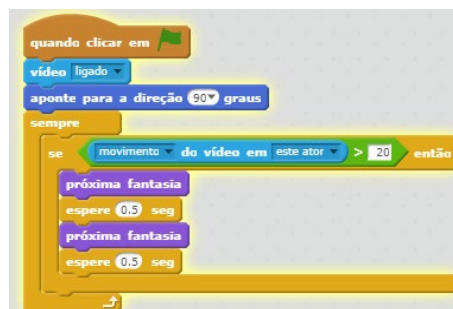 quando clicar em
vídeo ligado
aponte para a direção 90 graus
sempre
se movimento do vídeo em este ator > 20 então
próxima fantasia
espere 0.5 seg
próxima fantasia
espere 0.5 seg